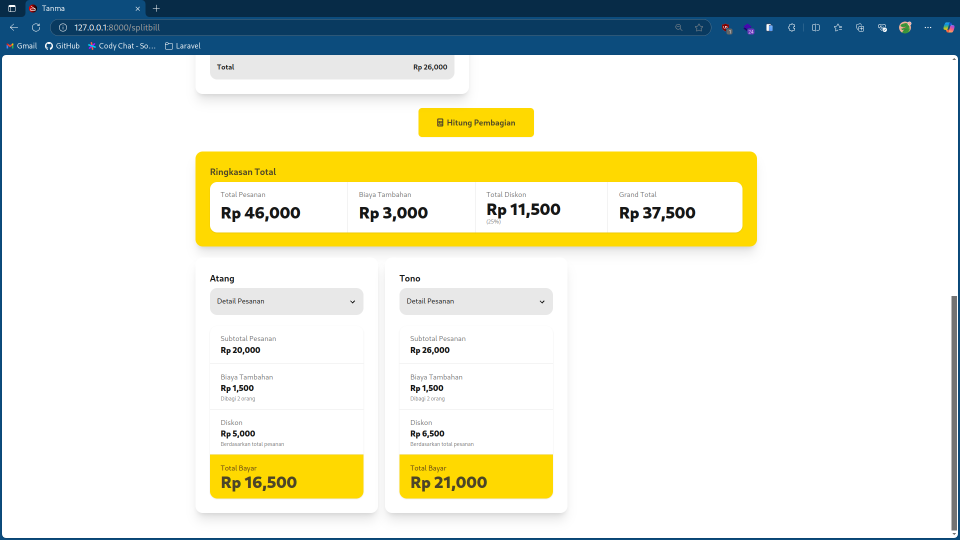 Tanma
127.0.0.1:8000/splitbill
Gmail
GitHub
Cody Chat - So...
Laravel
Total Rp 26,000
Hitung Pembagian
Ringkasan Total
Total Pesanan
Rp 46,000
Biaya Tambahan
Rp 3,000
Total Diskon
Rp 11,500
(25%)
Grand Total
Rp 37,500
Atang
Detail Pesanan
Subtotal Pesanan
Rp 20,000
Biaya Tambahan
Rp 1,500
Dibagi 2 orang
Diskon
Rp 5,000
Berdasarkan total pesanan
Total Bayar
Rp 16,500
Tono
Detail Pesanan
Subtotal Pesanan
Rp 26,000
Biaya Tambahan
Rp 1,500
Dibagi 2 orang
Diskon
Rp 6,500
Berdasarkan total pesanan
Total Bayar
Rp 21,000